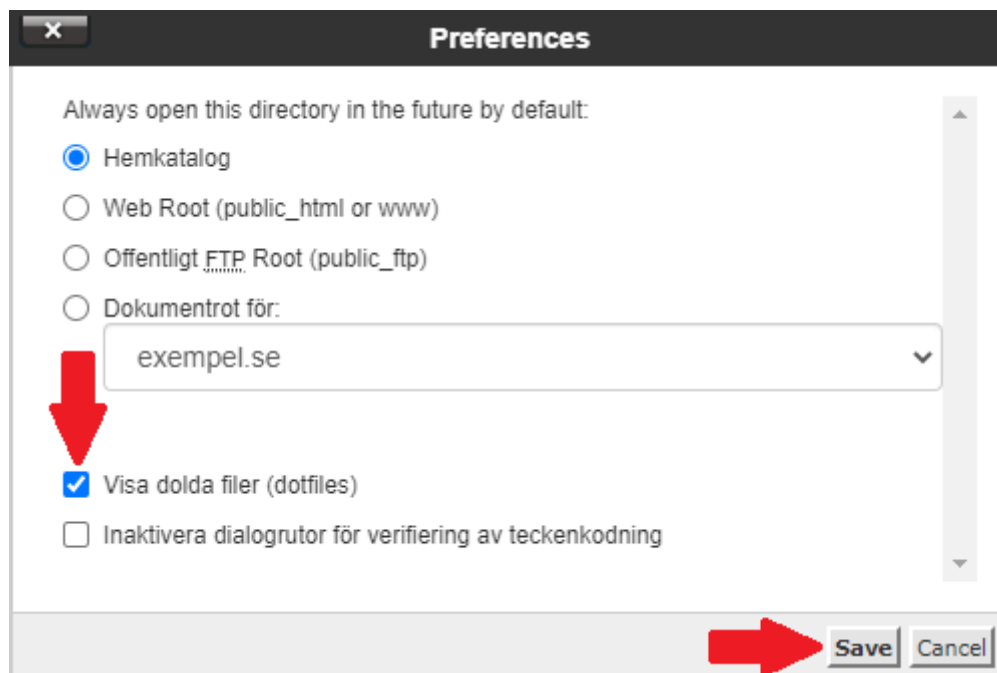 Preferences
Always open this directory in the future by default:
Hemkatalog
Web Root (public_html or www)
Offentligt FTP Root (public_ftp)
Dokumentrot för:
exempel.se
Visa dolda filer (dotfiles)
Inaktivera dialogrutor för verifiering av teckenkodning
Save Cancel